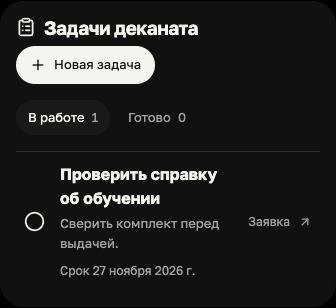 Задачи деканата
Новая задача
В работе 1 Готово 0
Проверить справку
об обучении
Сверить комплект перед
выдачей.
Заявка
Срок 27 ноября 2026 г.